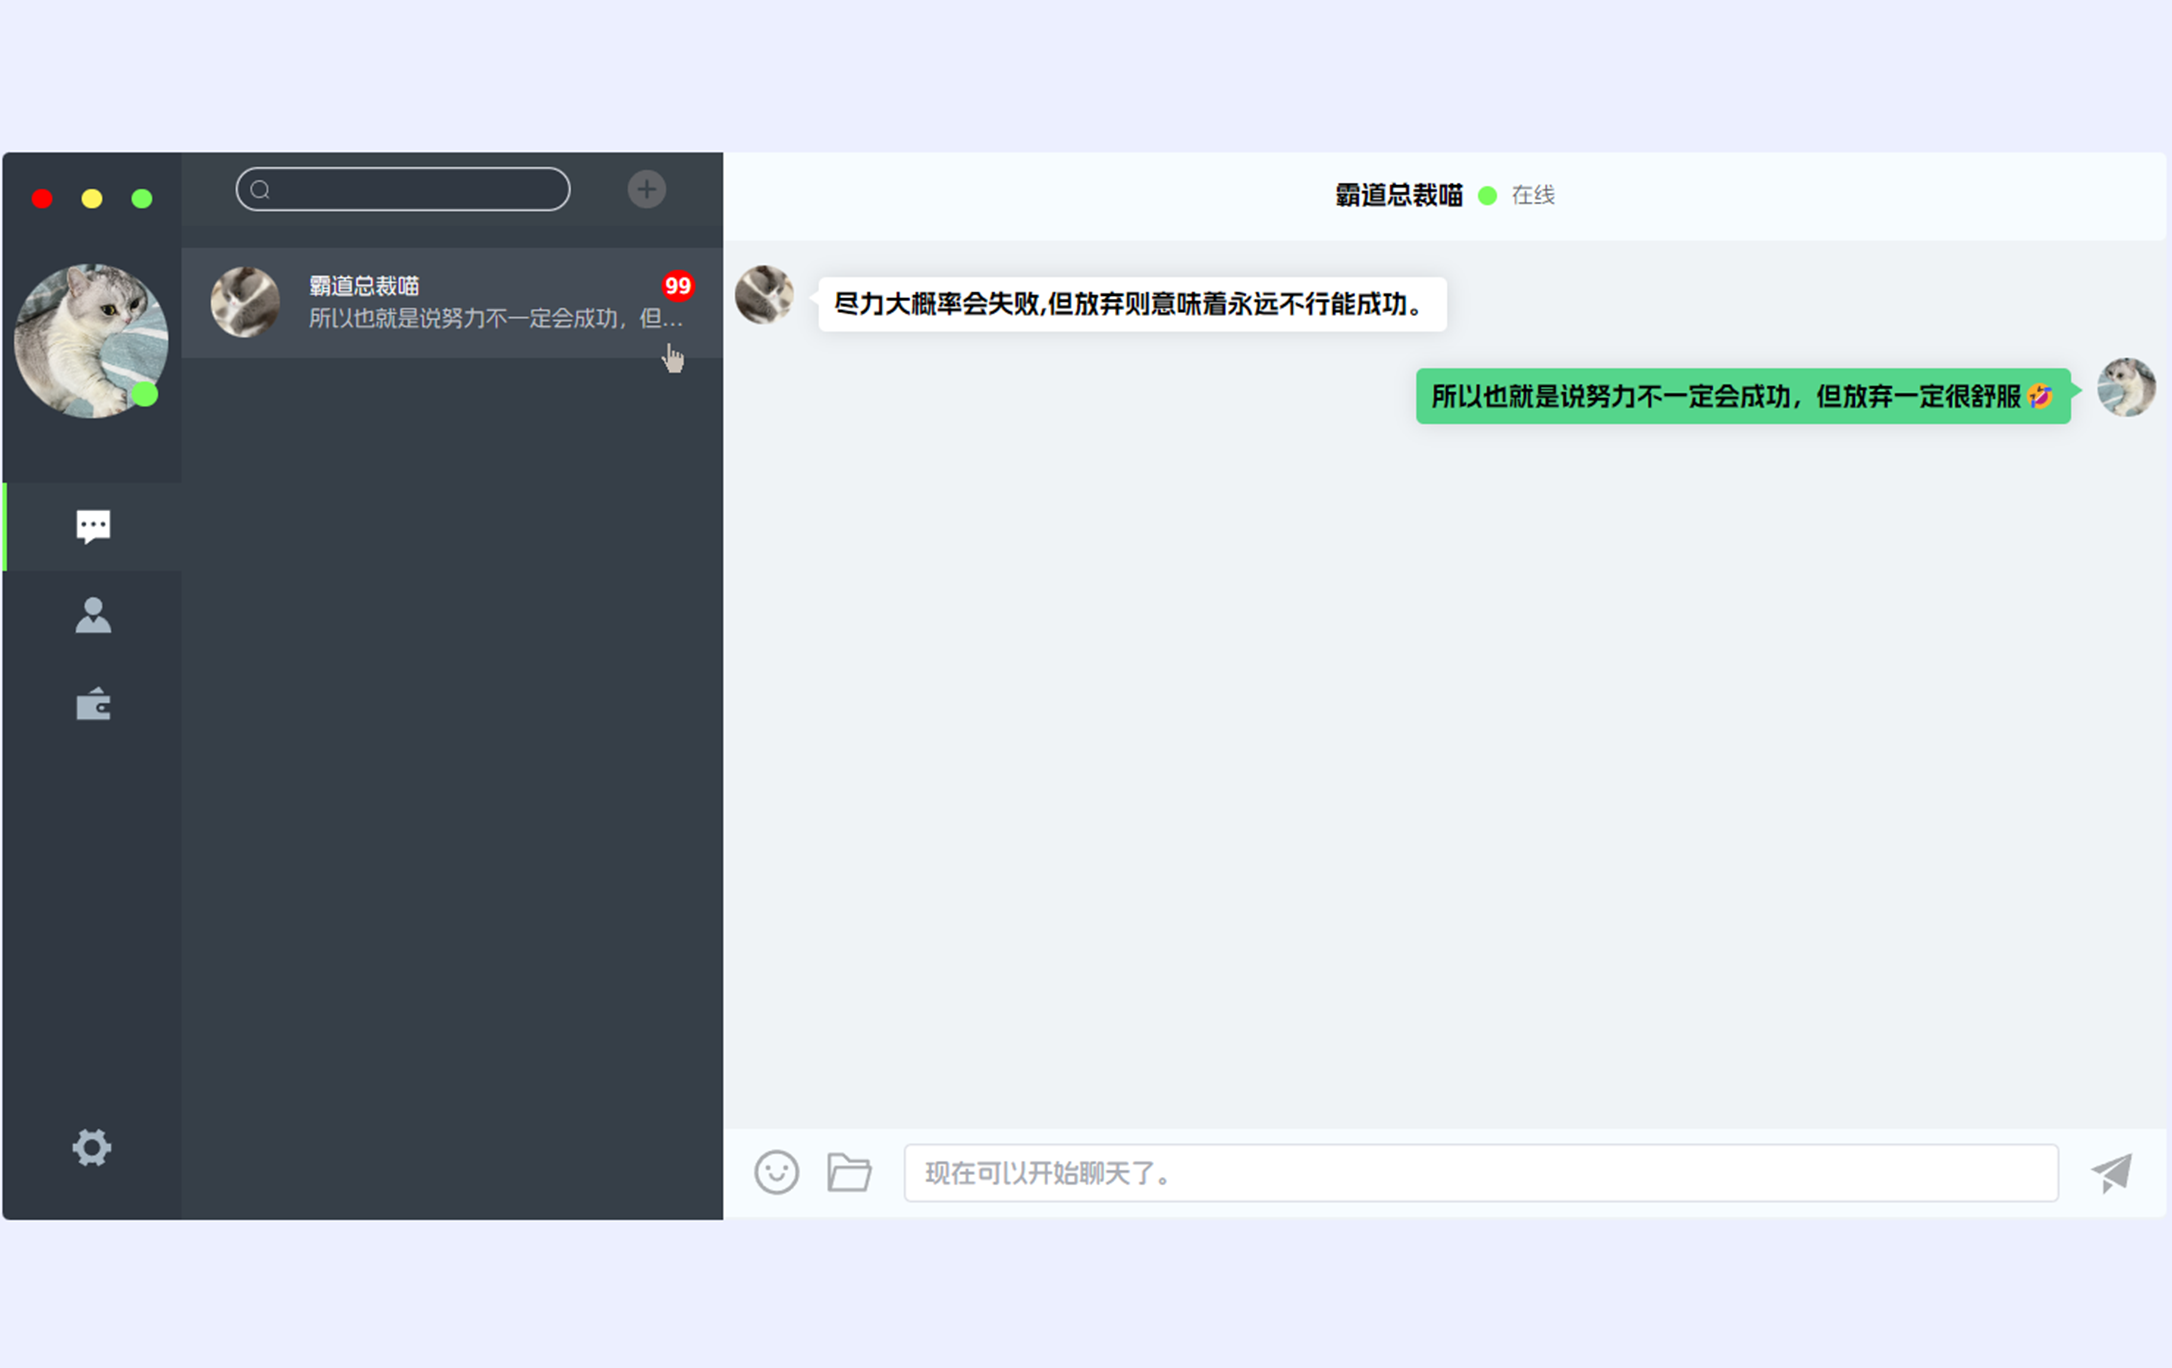 霸道总裁喵
99
所以也就是说努力不一定会成功，但...
霸道总裁喵 在线
尽力大概率会失败,但放弃则意味着永远不行能成功。
所以也就是说努力不一定会成功，但放弃一定很舒服🤣
现在可以开始聊天了。